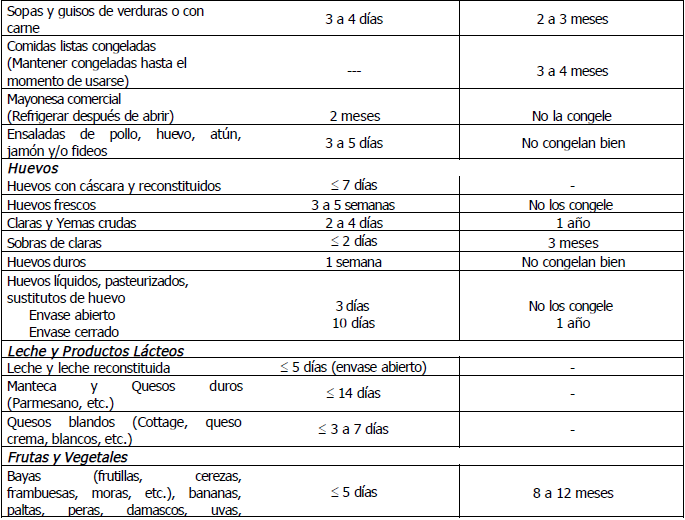 Sopas y guisos de verduras o con
carne
3 a 4 días
2 a 3 meses
Comidas listas congeladas
(Mantener congeladas hasta el
momento de usarse)
---
3 a 4 meses
Mayonesa comercial
(Refrigerar después de abrir)
2 meses
No la congele
Ensaladas de pollo, huevo, atún,
jamón y/o fideos
3 a 5 días
No congelan bien
Huevos
Huevos con cáscara y reconstituidos
≤ 7 días
-
Huevos frescos
3 a 5 semanas
No los congele
Claras y Yemas crudas
2 a 4 días
1 año
Sobras de claras
≤ 2 días
3 meses
Huevos duros
1 semana
No congelan bien
Huevos líquidos, pasteurizados,
sustitutos de huevo
Envase abierto
3 días
No los congele
Envase cerrado
10 días
1 año
Leche y Productos Lácteos
Leche y leche reconstituida
≤ 5 días (envase abierto)
-
Manteca y Quesos duros
(Parmesano, etc.)
≤ 14 días
-
Quesos blandos (Cottage, queso
crema, blancos, etc.)
≤ 3 a 7 días
-
Frutas y Vegetales
Bayas (frutillas, cerezas,
frambuesas, moras, etc.), bananas,
paltas, peras, damascos, uvas,
≤ 5 días
8 a 12 meses